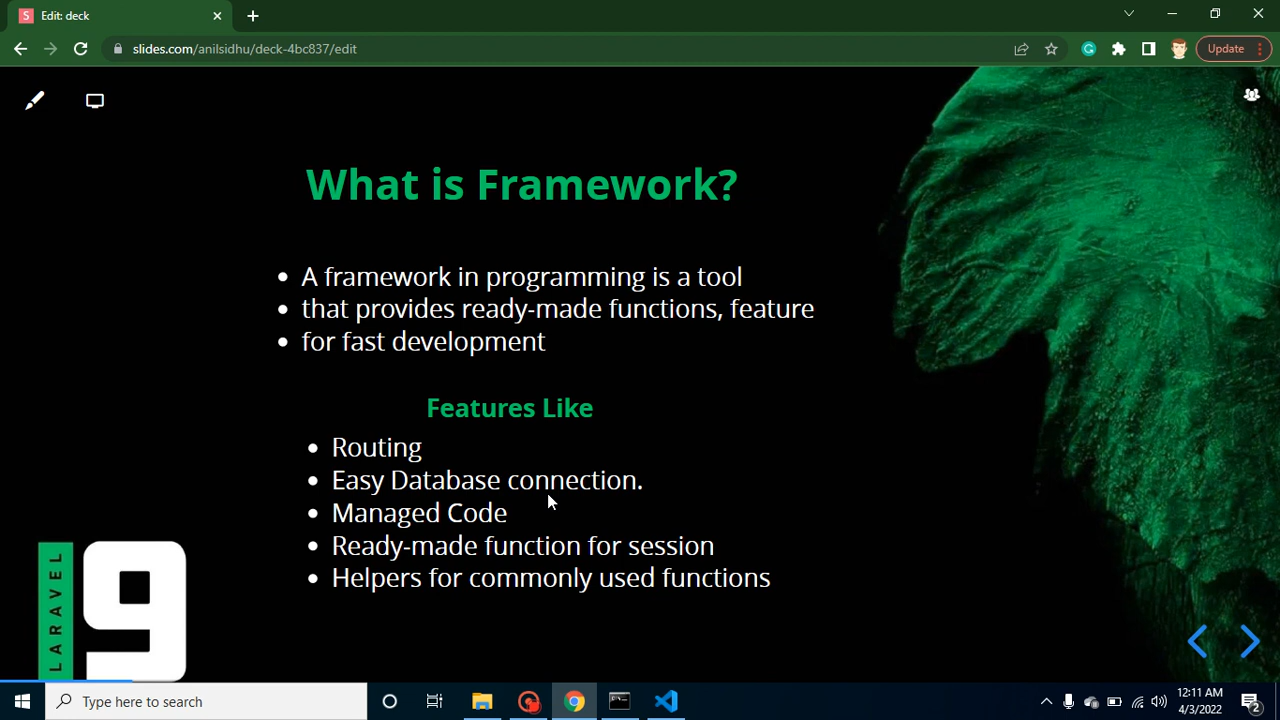 Edit: deck
slides.com/anilsidhu/deck-4bc837/edit
Update
What is Framework?
A framework in programming is a tool
that provides ready-made functions, feature
for fast development
Features Like
Routing
Easy Database connection.
Managed Code
Ready-made function for session
Helpers for commonly used functions
LARAVEL
9
Type here to search
12:11 AM
4/3/2022
2